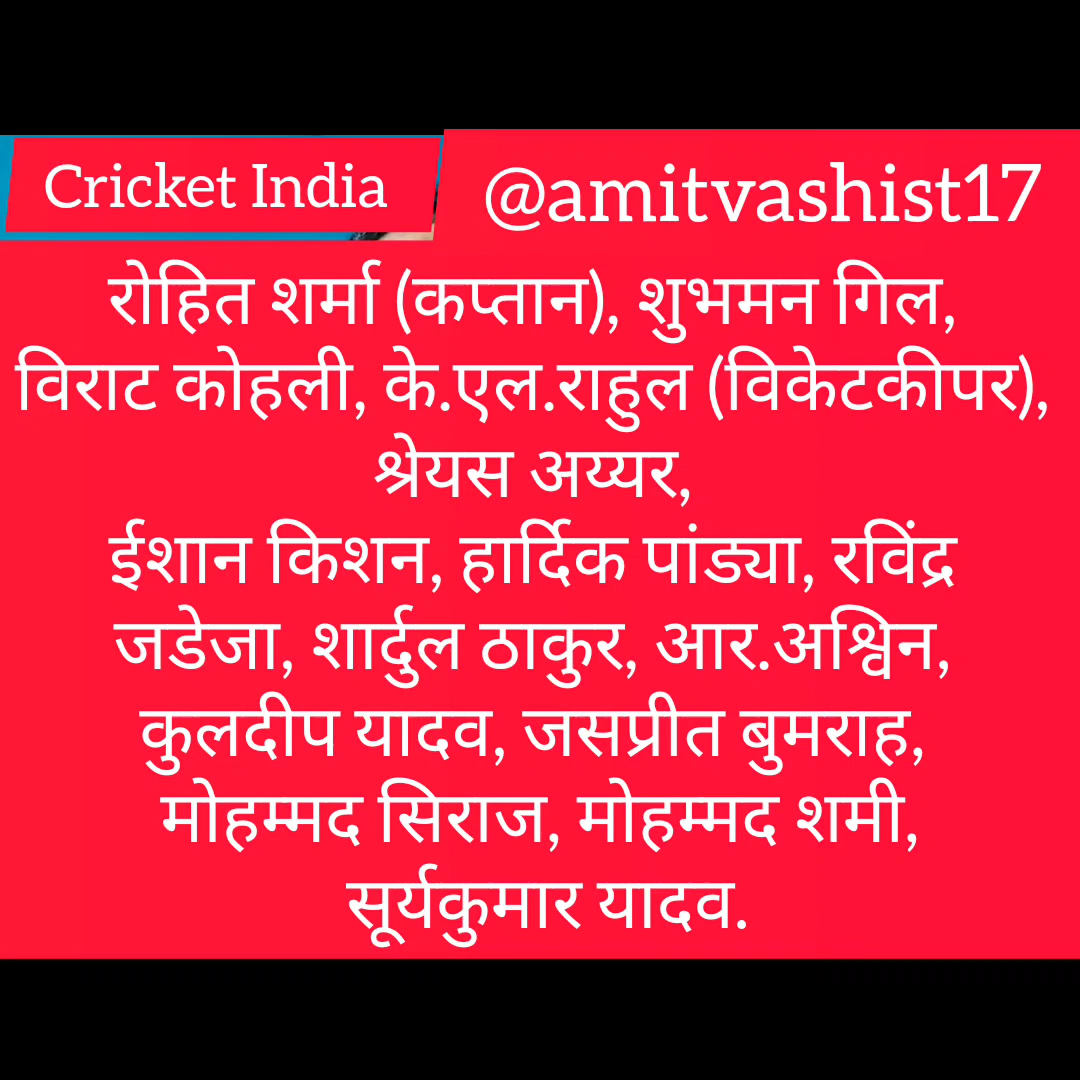 Cricket India
@amitvashist17
रोहित शर्मा (कप्तान), शुभमन गिल,
विराट कोहली, के.एल.राहुल (विकेटकीपर),
श्रेयस अय्यर,
ईशान किशन, हार्दिक पांड्या, रविंद्र
जडेजा, शार्दुल ठाकुर, आर.अश्विन,
कुलदीप यादव, जसप्रीत बुमराह,
मोहम्मद सिराज, मोहम्मद शमी,
सूर्यकुमार यादव.